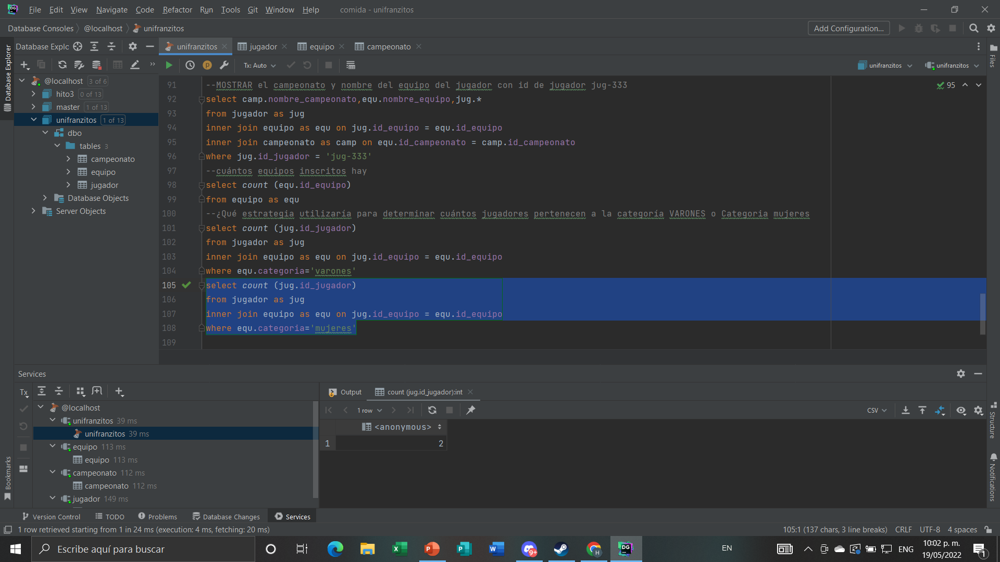 File Edit View Navigate Code Refactor Run Tools Git Window Help comida - unifranzitos
Database Consoles @localhost unifranzitos Add Configuration...
Database Explc
unifranzitos
jugador
equipo
campeonato
Tx: Auto
unifranzitos
unifranzitos
Database Explorer
Files
@localhost 3 of 6
hito3 0 of 13
master 1 of 13
unifranzitos 1 of 13
dbo
tables 3
campeonato
equipo
jugador
Database Objects
Server Objects
95
91 --MOSTRAR el campeonato y nombre del equipo del jugador con id de jugador jug-333
92 select camp.nombre_campeonato,equ.nombre_equipo,jug.*
93 from jugador as jug
94 inner join equipo as equ on jug.id_equipo = equ.id_equipo
95 inner join campeonato as camp on equ.id_campeonato = camp.id_campeonato
96 where jug.id_jugador = 'jug-333'
97 --cuántos equipos inscritos hay
98 select count (equ.id_equipo)
99 from equipo as equ
100 --¿Qué estrategia utilizaría para determinar cuántos jugadores pertenecen a la categoría VARONES o Categoria mujeres
101 select count (jug.id_jugador)
102 from jugador as jug
103 inner join equipo as equ on jug.id_equipo = equ.id_equipo
104 where equ.categoria='varones'
105 select count (jug.id_jugador)
106 from jugador as jug
107 inner join equipo as equ on jug.id_equipo = equ.id_equipo
108 where equ.categoria='mujeres'
109
Services
Tx
@localhost
unifranzitos 39 ms
unifranzitos 39 ms
equipo 113 ms
equipo 113 ms
campeonato 112 ms
campeonato 112 ms
jugador 149 ms
Output
count (jug.id_jugador):int
1 row
CSV
<anonymous>
1 2
Structure
Notifications
Bookmarks
Version Control TODO Problems Database Changes Services
1 row retrieved starting from 1 in 24 ms (execution: 4 ms, fetching: 20 ms)
105:1 (137 chars, 3 line breaks) CRLF UTF-8 4 spaces
Escribe aquí para buscar
9+
DG
EN
ENG
10:02 p. m.
19/05/2022
1